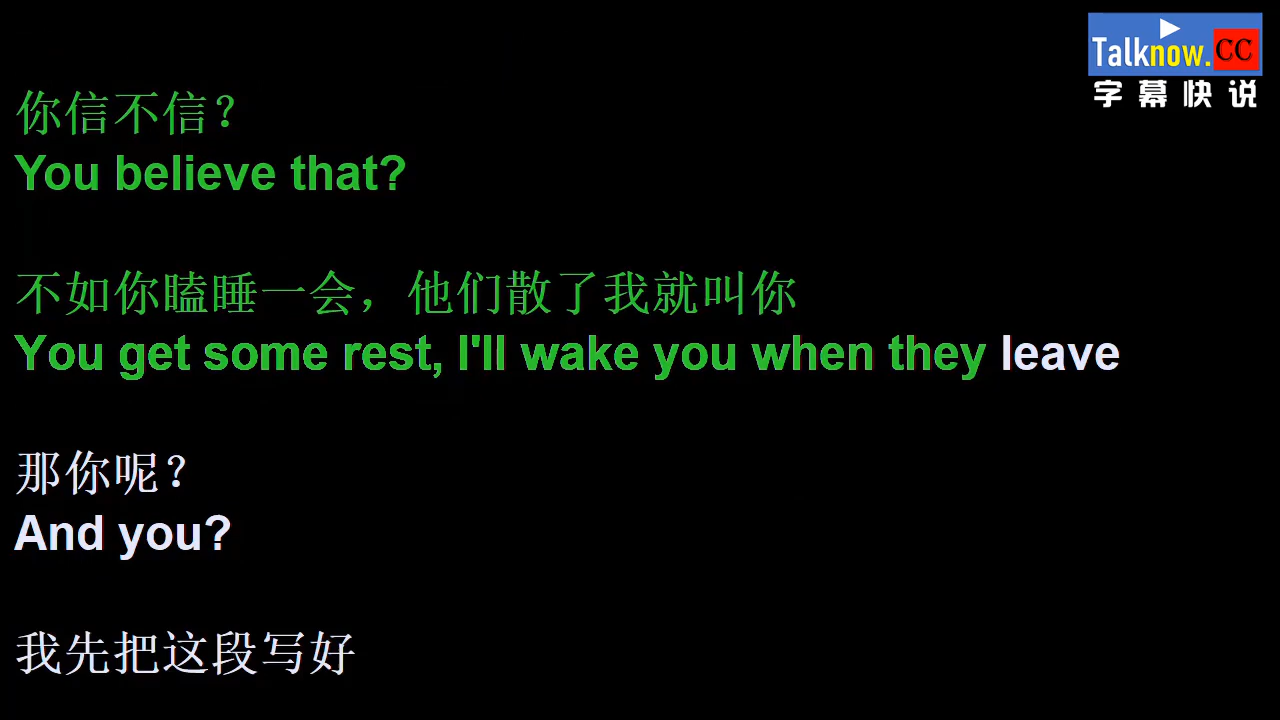 Talknow.CC
字幕快说
你信不信？
You believe that?
不如你瞌睡一会，他们散了我就叫你
You get some rest, I'll wake you when they leave
那你呢？
And you?
我先把这段写好